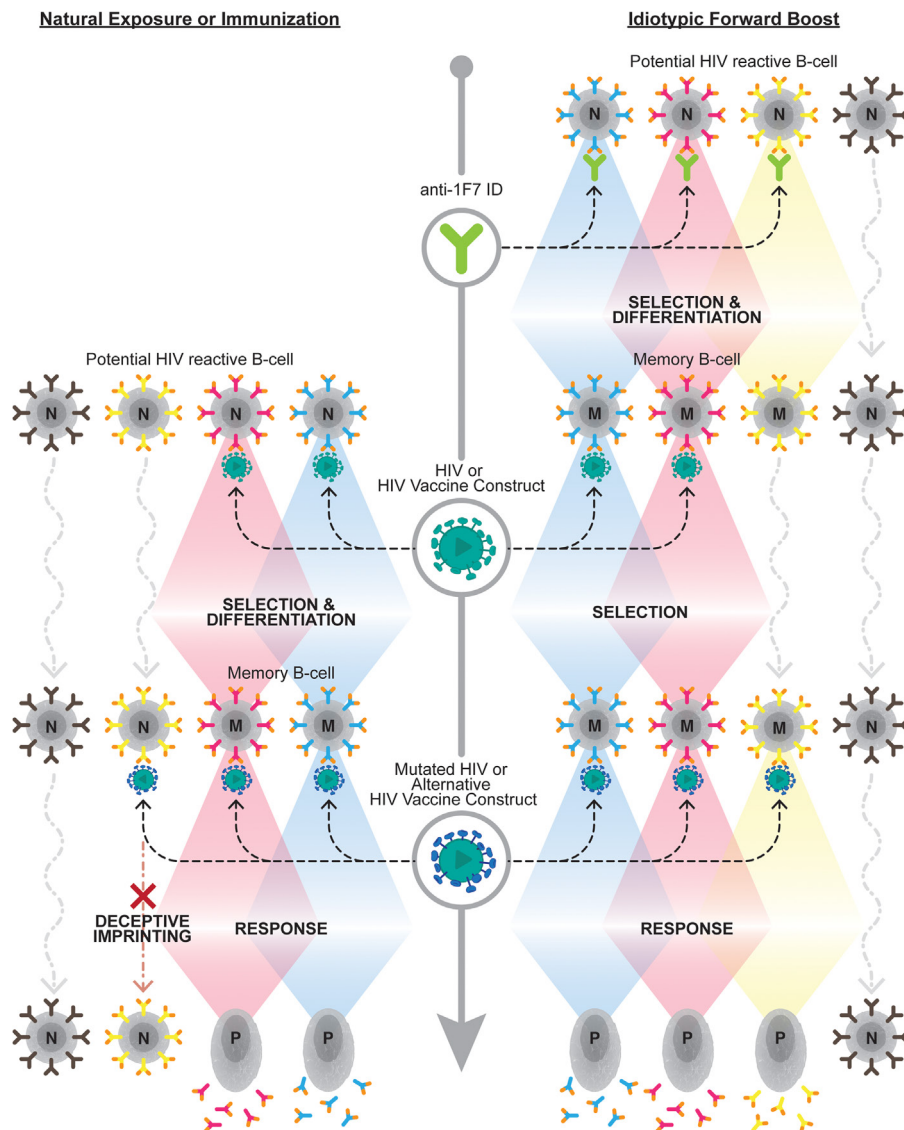 Natural Exposure or Immunization
Idiotypic Forward Boost
Potential HIV reactive B-cell
N
N
N
N
anti-1F7 ID
SELECTION &
DIFFERENTIATION
Potential HIV reactive B-cell
Memory B-cell
N
N
N
N
M
M
M
N
HIV or
HIV Vaccine Construct
SELECTION &
DIFFERENTIATION
SELECTION
Memory B-cell
N
N
M
M
M
M
M
N
Mutated HIV or
Alternative
HIV Vaccine Construct
DECEPTIVE
IMPRINTING
RESPONSE
RESPONSE
N
N
P
P
P
P
P
N